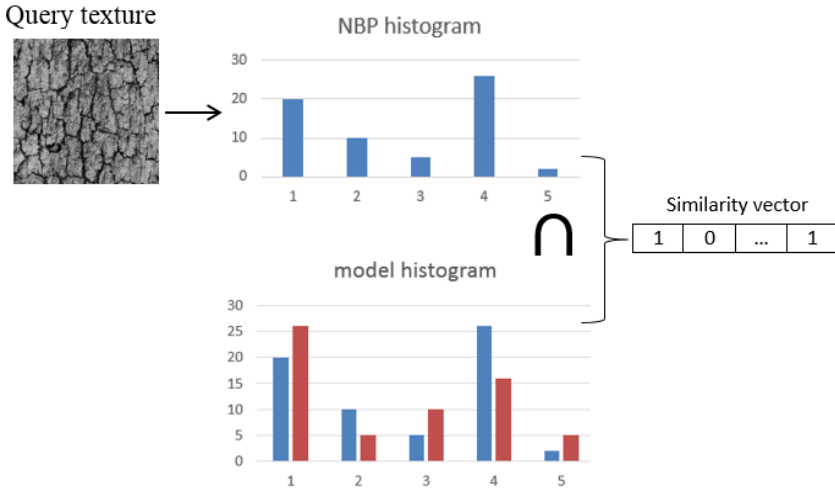 Query texture
NBP histogram
30
20
10
0
1 2 3 4 5
Similarity vector
1 0 ... 1
∩
model histogram
30
25
20
15
10
5
0
1 2 3 4 5